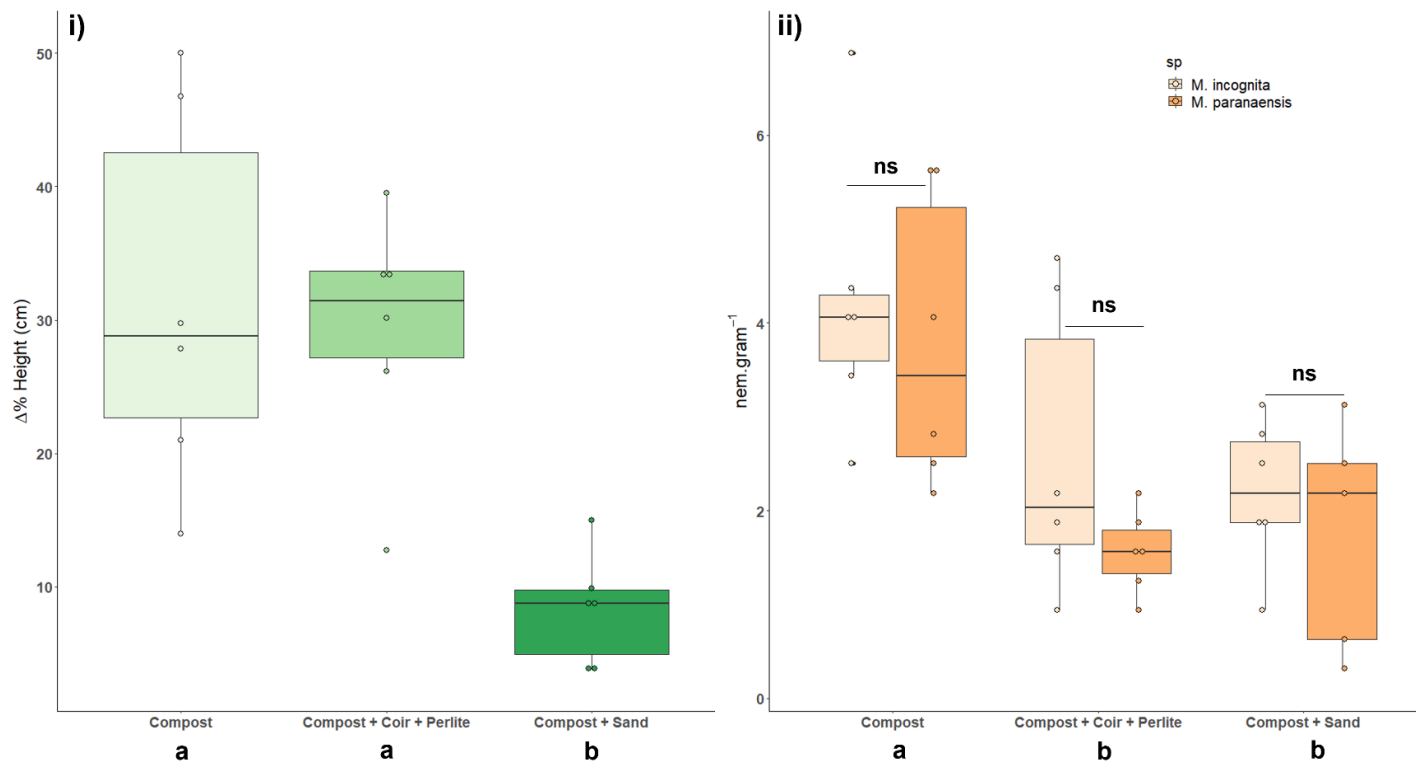 i)
Δ% Height (cm)
50
40
30
20
10
Compost
Compost + Coir + Perlite
Compost + Sand
a
a
b
ii)
nem.gram⁻¹
6
4
2
0
sp
M. incognita
M. paranaensis
ns
ns
ns
Compost
Compost + Coir + Perlite
Compost + Sand
a
b
b